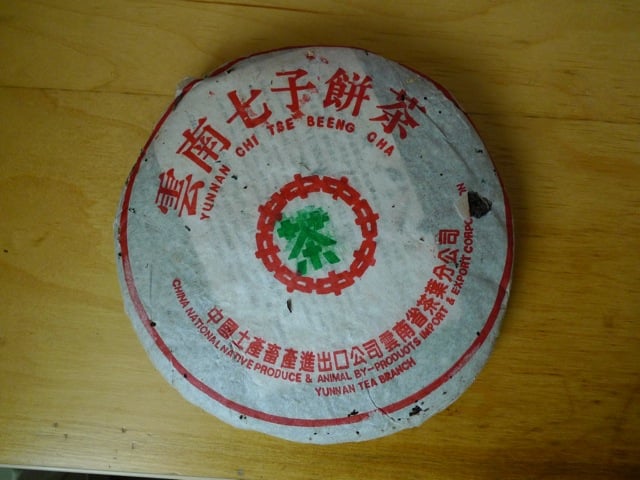 雲南七子餅茶
YUNNAN CHI TSE BEENG CHA
茶
中國土產畜產進出口公司雲南省茶葉分公司
CHINA NATIONAL NATIVE PRODUCE & ANIMAL BY-PRODUCTS IMPORT & EXPORT CORPORATION
YUNNAN TEA BRANCH